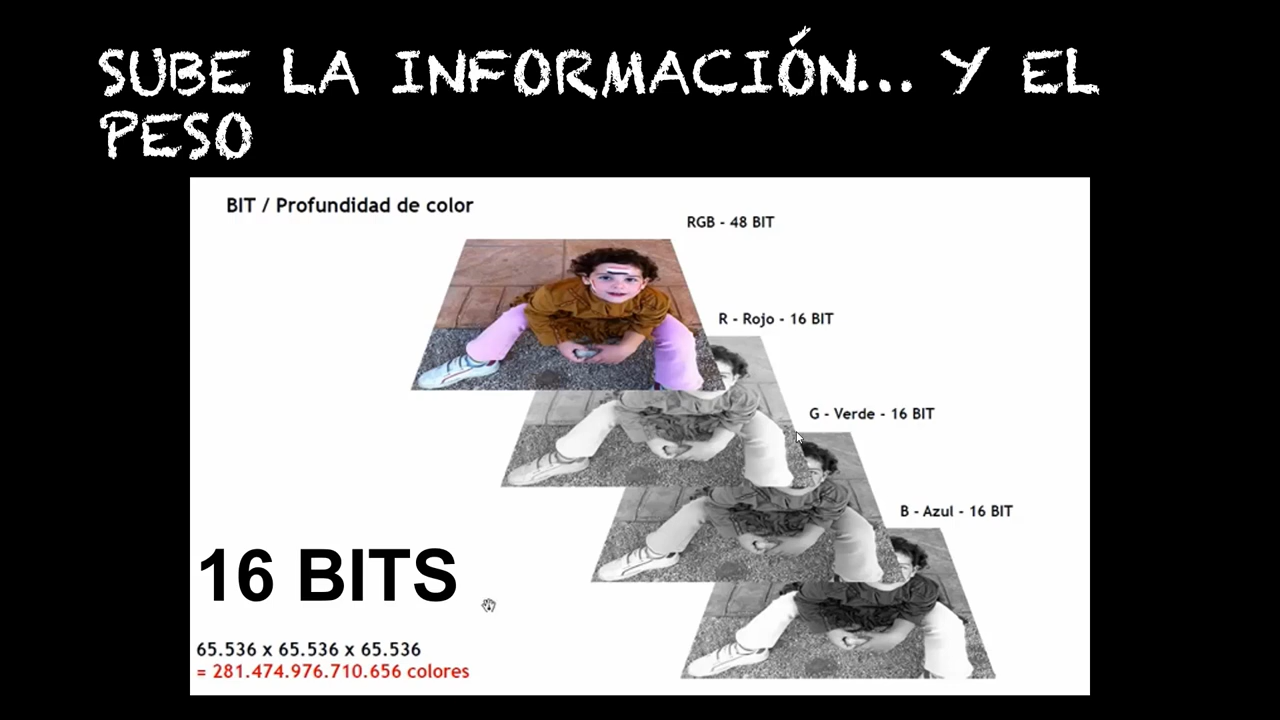 SUBE LA INFORMACIÓN... Y EL
PESO
BIT / Profundidad de color
RGB - 48 BIT
R - Rojo - 16 BIT
G - Verde - 16 BIT
B - Azul - 16 BIT
16 BITS
65.536 x 65.536 x 65.536
= 281.474.976.710.656 colores